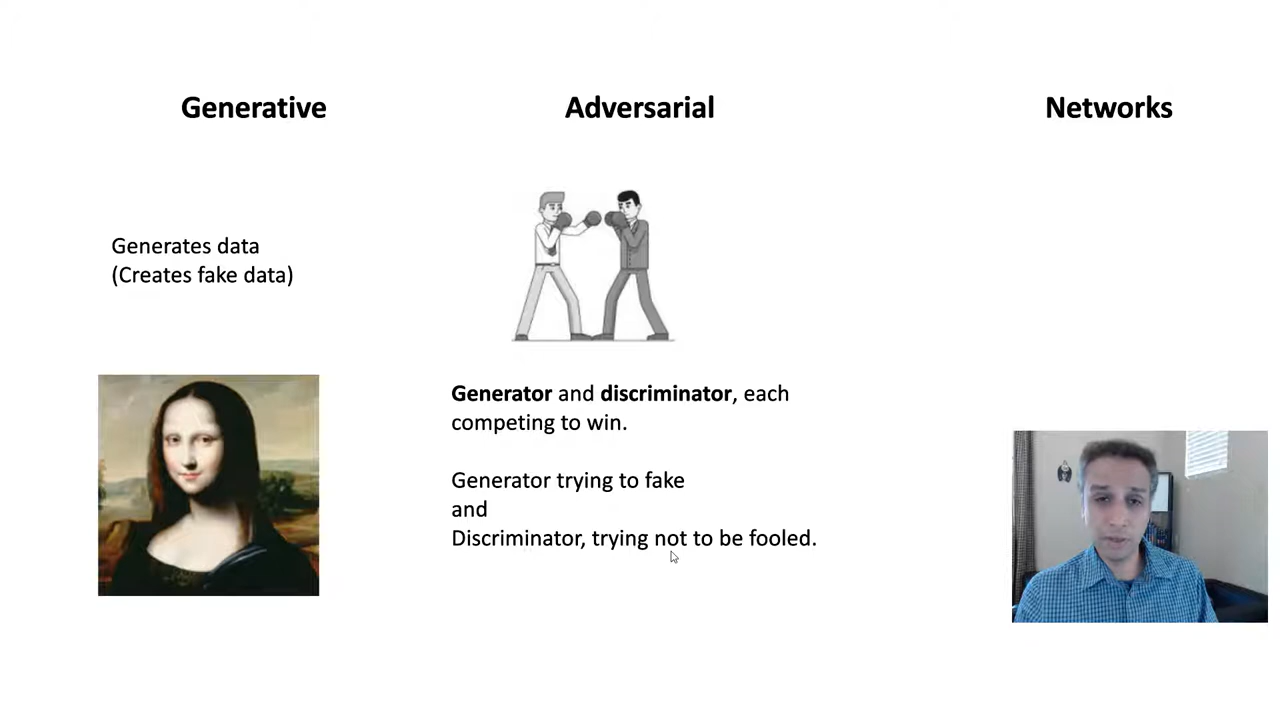 Generative
Adversarial
Networks
Generates data
(Creates fake data)
Generator and discriminator, each
competing to win.
Generator trying to fake
and
Discriminator, trying not to be fooled.